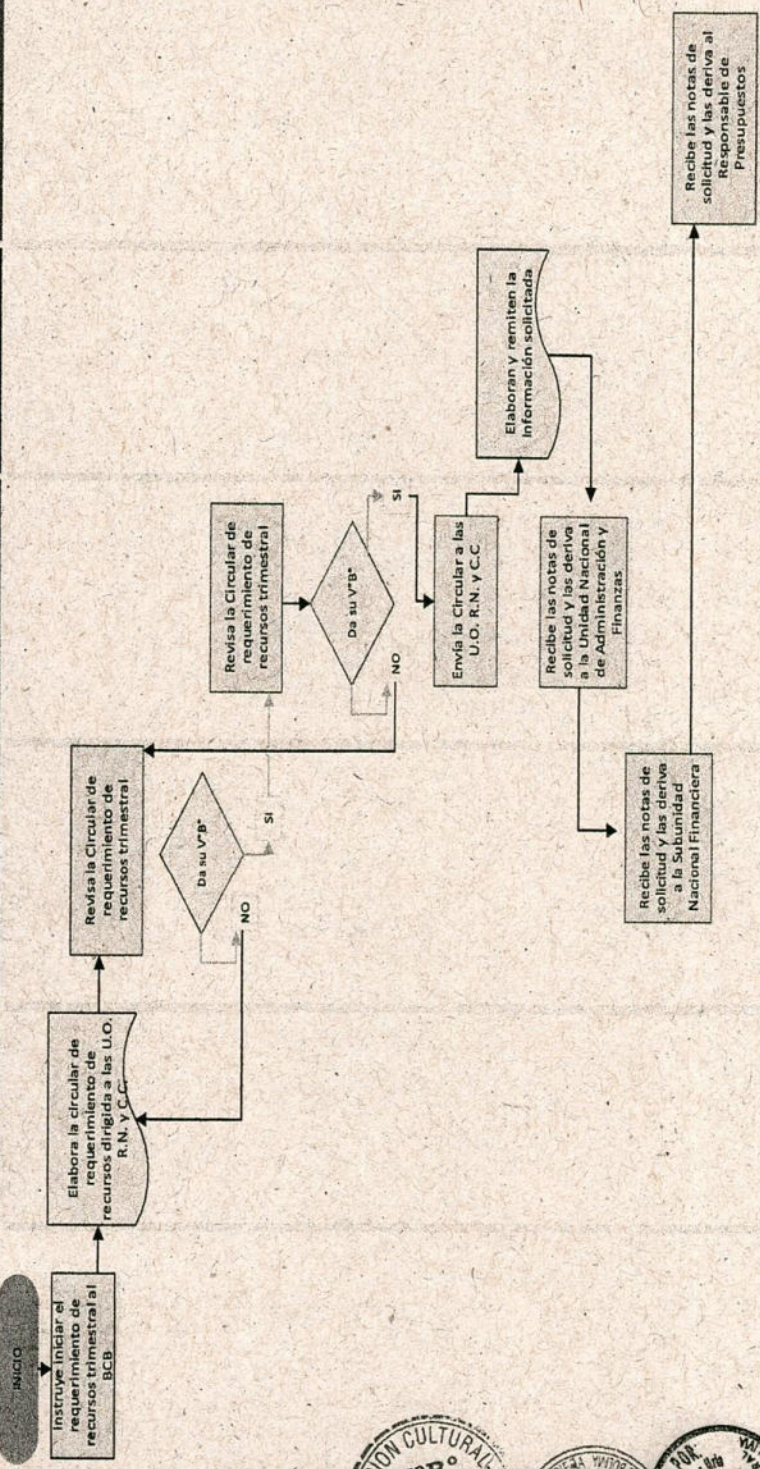 INICIO
Instruye iniciar el
requerimiento de
recursos trimestral al
BCB
Elabora la circular de
requerimiento de
recursos dirigida a las U.O.
R.N. y C.C.
Revisa la Circular de
requerimiento de
recursos trimestral
Da su V°B°
NO
SI
Revisa la Circular de
requerimiento de
recursos trimestral
Da su V°B°
NO
SI
Envía la Circular a las
U.O. R.N. y C.C
Elaboran y remiten la
Información solicitada
Recibe las notas de
solicitud y las deriva a
la Unidad Nacional
de Administración y
Finanzas
Recibe las notas de
solicitud y las deriva
a la Subunidad
Nacional Financiera
Recibe las notas de
solicitud y las deriva al
Responsable de
Presupuestos
CULTURAL
POR: